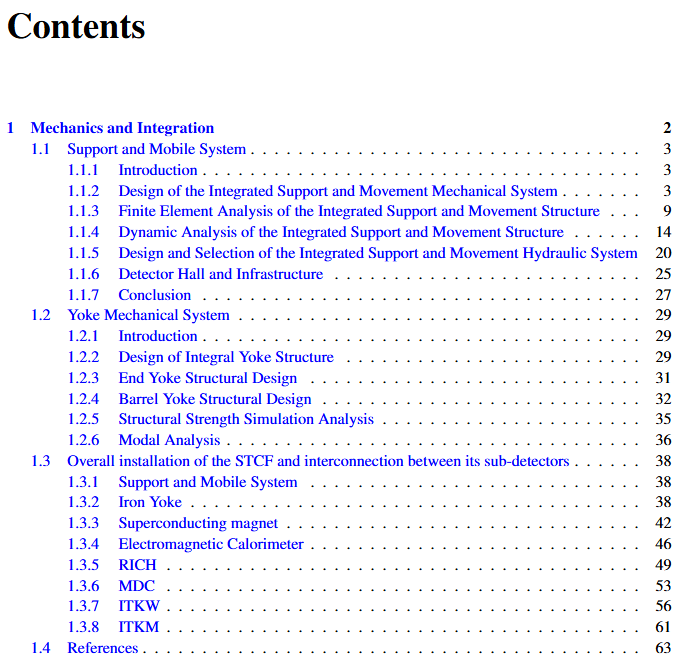 Contents
1 Mechanics and Integration 2
1.1 Support and Mobile System . . . . . . . . . . . . . . . . . . . . . . . . . . . . . . . . . 3
1.1.1 Introduction . . . . . . . . . . . . . . . . . . . . . . . . . . . . . . . . . . . . . 3
1.1.2 Design of the Integrated Support and Movement Mechanical System . . . . . . . 3
1.1.3 Finite Element Analysis of the Integrated Support and Movement Structure . . . 9
1.1.4 Dynamic Analysis of the Integrated Support and Movement Structure . . . . . . 14
1.1.5 Design and Selection of the Integrated Support and Movement Hydraulic System 20
1.1.6 Detector Hall and Infrastructure . . . . . . . . . . . . . . . . . . . . . . . . . . 25
1.1.7 Conclusion . . . . . . . . . . . . . . . . . . . . . . . . . . . . . . . . . . . . . 27
1.2 Yoke Mechanical System . . . . . . . . . . . . . . . . . . . . . . . . . . . . . . . . . . 29
1.2.1 Introduction . . . . . . . . . . . . . . . . . . . . . . . . . . . . . . . . . . . . . 29
1.2.2 Design of Integral Yoke Structure . . . . . . . . . . . . . . . . . . . . . . . . . 29
1.2.3 End Yoke Structural Design . . . . . . . . . . . . . . . . . . . . . . . . . . . . 31
1.2.4 Barrel Yoke Structural Design . . . . . . . . . . . . . . . . . . . . . . . . . . . 32
1.2.5 Structural Strength Simulation Analysis . . . . . . . . . . . . . . . . . . . . . . 35
1.2.6 Modal Analysis . . . . . . . . . . . . . . . . . . . . . . . . . . . . . . . . . . . 36
1.3 Overall installation of the STCF and interconnection between its sub-detectors . . . . . . 38
1.3.1 Support and Mobile System . . . . . . . . . . . . . . . . . . . . . . . . . . . . 38
1.3.2 Iron Yoke . . . . . . . . . . . . . . . . . . . . . . . . . . . . . . . . . . . . . . 38
1.3.3 Superconducting magnet . . . . . . . . . . . . . . . . . . . . . . . . . . . . . . 42
1.3.4 Electromagnetic Calorimeter . . . . . . . . . . . . . . . . . . . . . . . . . . . . 46
1.3.5 RICH . . . . . . . . . . . . . . . . . . . . . . . . . . . . . . . . . . . . . . . . 49
1.3.6 MDC . . . . . . . . . . . . . . . . . . . . . . . . . . . . . . . . . . . . . . . . 53
1.3.7 ITKW . . . . . . . . . . . . . . . . . . . . . . . . . . . . . . . . . . . . . . . . 56
1.3.8 ITKM . . . . . . . . . . . . . . . . . . . . . . . . . . . . . . . . . . . . . . . . 61
1.4 References . . . . . . . . . . . . . . . . . . . . . . . . . . . . . . . . . . . . . . . . . . 63